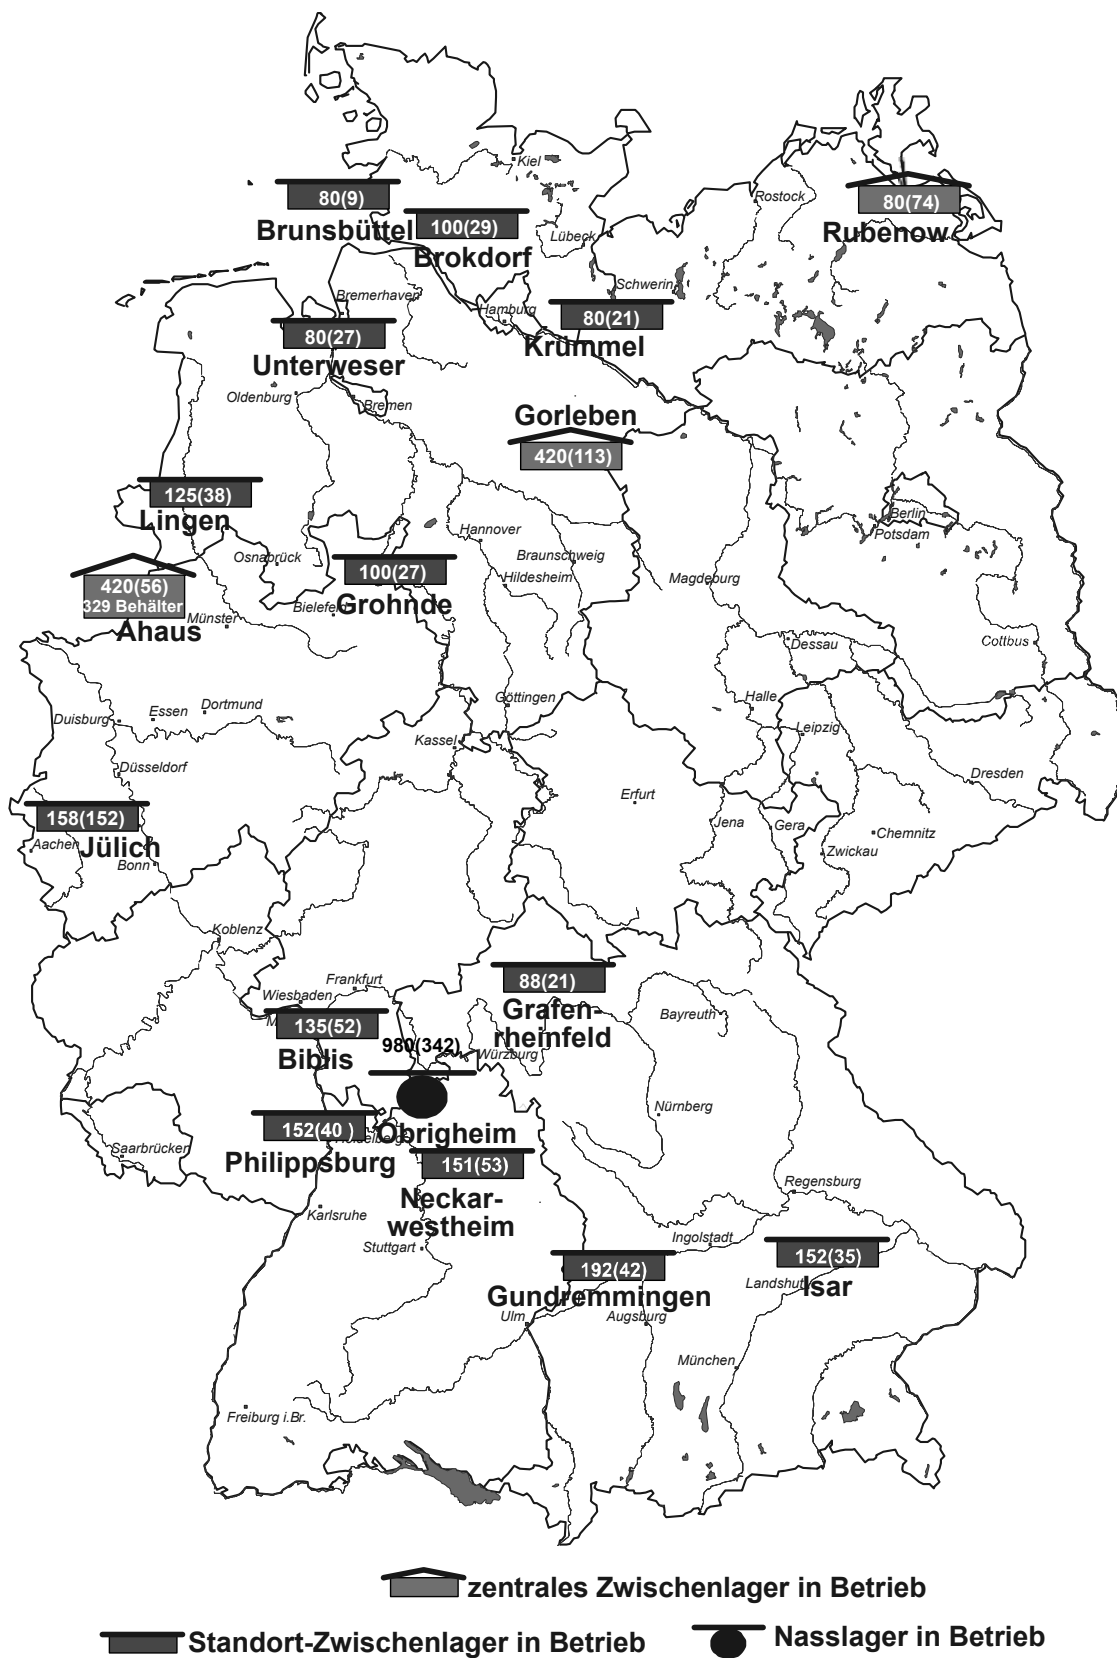 Kiel
80(9)
Brunsbüttel
100(29)
Brokdorf
Lübeck
Rostock
80(74)
Rubenow
Schwerin
Bremerhaven
Hamburg
80(21)
Krümmel
80(27)
Unterweser
Oldenburg
Bremen
Gorleben
420(113)
125(38)
Lingen
Hannover
Berlin
Potsdam
Osnabrück
Braunschweig
Hildesheim
Magdeburg
100(27)
Grohnde
Bielefeld
420(56)
329 Behälter
Ahaus
Münster
Dessau
Cottbus
Göttingen
Halle
Duisburg
Essen
Dortmund
Kassel
Leipzig
Düsseldorf
Dresden
Erfurt
158(152)
Jülich
Aachen
Bonn
Jena
Gera
Chemnitz
Zwickau
Koblenz
Frankfurt
Wiesbaden
88(21)
Grafen-
rheinfeld
Bayreuth
M
135(52)
Biblis
980(342)
Würzburg
Obrigheim
Nürnberg
152(40 )
Philippsburg
Heidelberg
Saarbrücken
151(53)
Neckar-
westheim
Regensburg
Karlsruhe
Stuttgart
Ingolstadt
192(42)
Gundremmingen
152(35)
Isar
Landshut
Ulm
Augsburg
München
Freiburg i.Br.
zentrales Zwischenlager in Betrieb
Standort-Zwischenlager in Betrieb
Nasslager in Betrieb